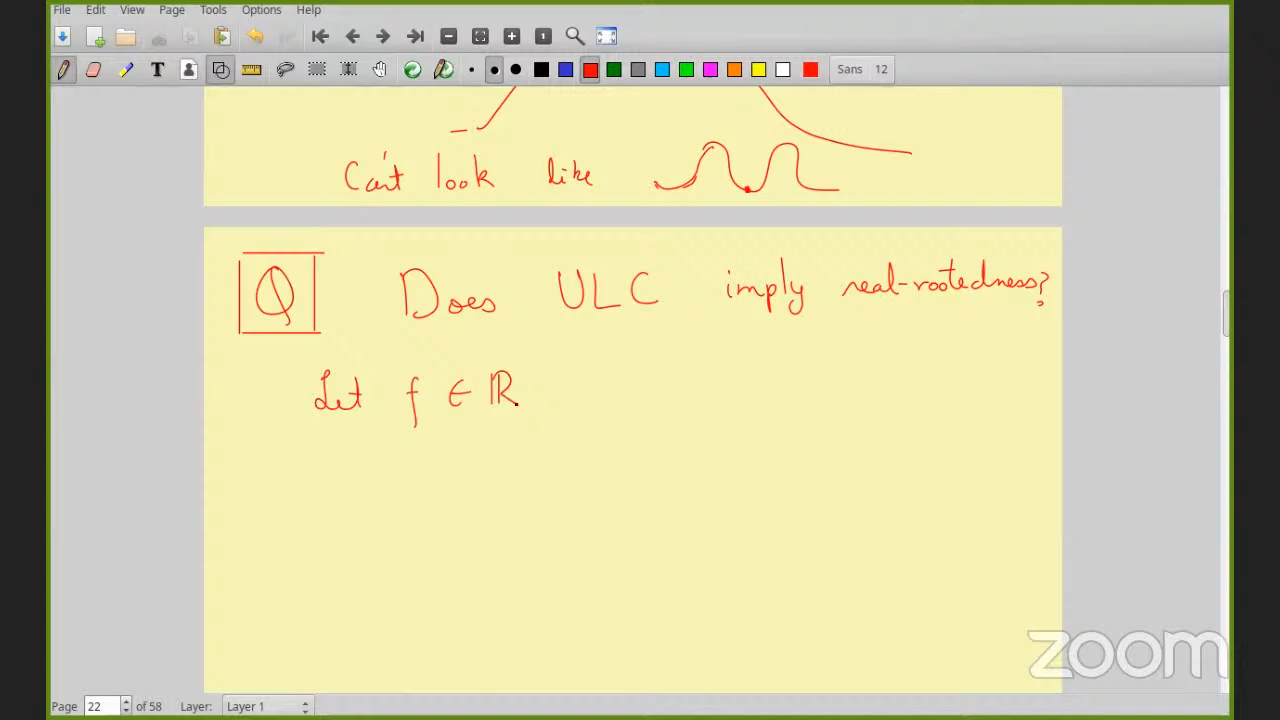 File Edit View Page Tools Options Help
Sans 12
Can't look like
Q Does ULC imply real-rootedness?
Let f ∈ ℝ
zoom
Page 22 of 58 Layer: Layer 1